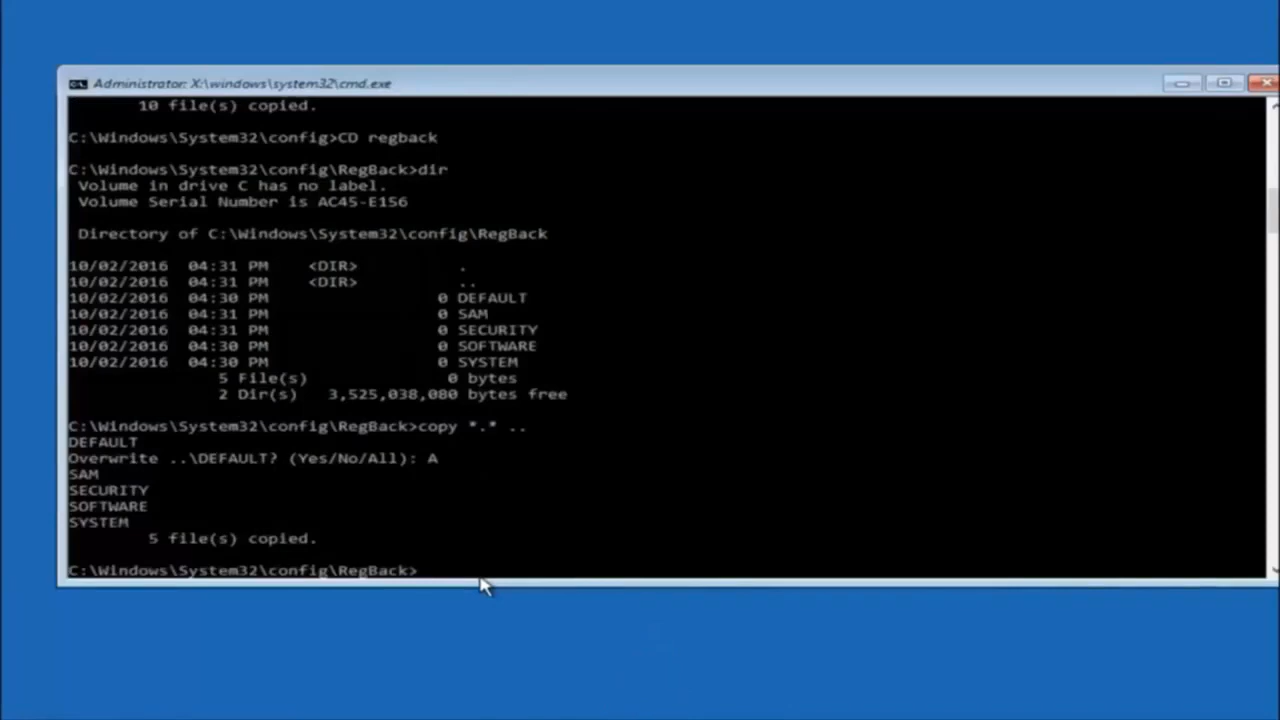 Administrator: X:\windows\system32\cmd.exe
10 file(s) copied.
C:\Windows\System32\config>CD regback
C:\Windows\System32\config\RegBack>dir
Volume in drive C has no label.
Volume Serial Number is AC45-E156
Directory of C:\Windows\System32\config\RegBack
10/02/2016  04:31 PM    <DIR>          .
10/02/2016  04:31 PM    <DIR>          ..
10/02/2016  04:30 PM                 0 DEFAULT
10/02/2016  04:31 PM                 0 SAM
10/02/2016  04:31 PM                 0 SECURITY
10/02/2016  04:30 PM                 0 SOFTWARE
10/02/2016  04:30 PM                 0 SYSTEM
5 File(s)              0 bytes
2 Dir(s)   3,525,038,080 bytes free
C:\Windows\System32\config\RegBack>copy *.* ..
DEFAULT
Overwrite ..\DEFAULT? (Yes/No/All): A
SAM
SECURITY
SOFTWARE
SYSTEM
5 file(s) copied.
C:\Windows\System32\config\RegBack>